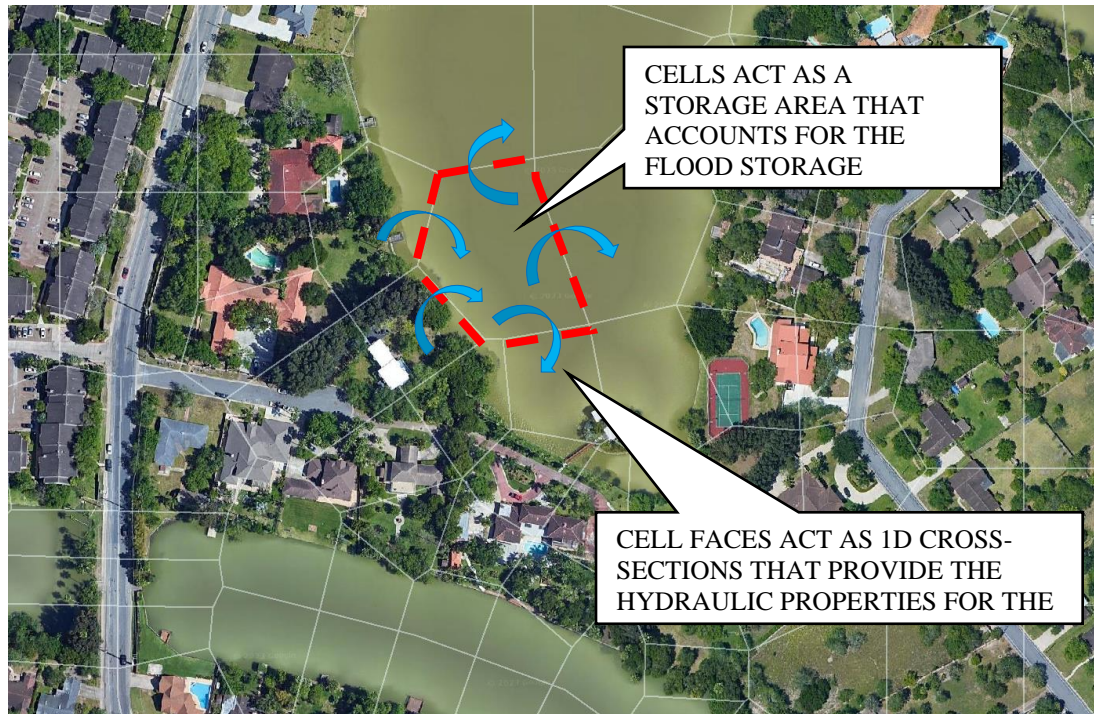 CELLS ACT AS A
STORAGE AREA THAT
ACCOUNTS FOR THE
FLOOD STORAGE
CELL FACES ACT AS 1D CROSS-
SECTIONS THAT PROVIDE THE
HYDRAULIC PROPERTIES FOR THE